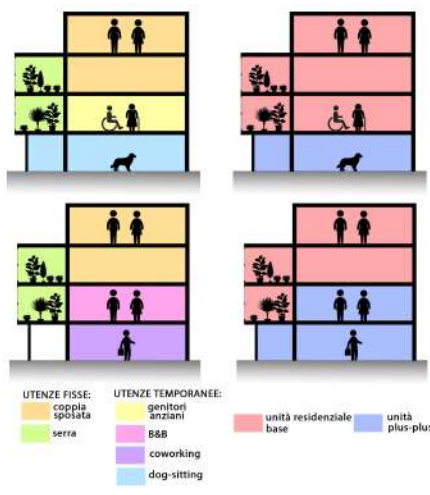 UTENZE FISSE:
coppia
sposata
serra
UTENZE TEMPORANEE:
genitori
anziani
B&B
coworking
dog-sitting
unità residenziale
base
unità
plus-plus